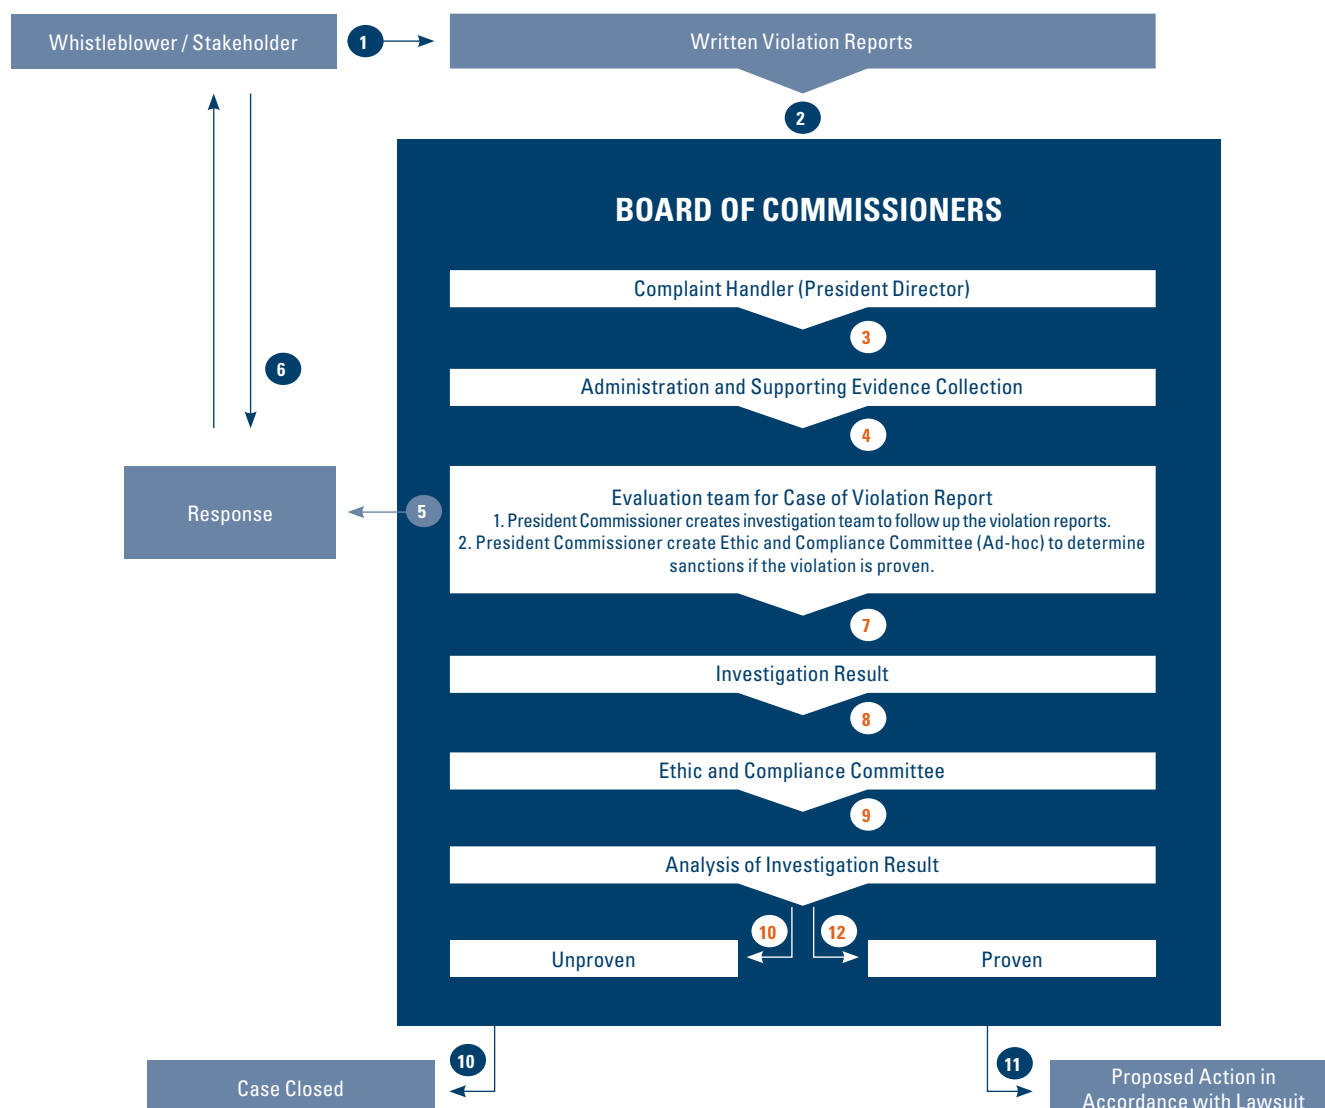 Whistleblower / Stakeholder
1
Written Violation Reports
2
BOARD OF COMMISSIONERS
Complaint Handler (President Director)
3
Administration and Supporting Evidence Collection
4
6
Response
5
Evaluation team for Case of Violation Report
1. President Commissioner creates investigation team to follow up the violation reports.
2. President Commissioner create Ethic and Compliance Committee (Ad-hoc) to determine
sanctions if the violation is proven.
7
Investigation Result
8
Ethic and Compliance Committee
9
Analysis of Investigation Result
10
12
Unproven
Proven
10
11
Case Closed
Proposed Action in
Accordance with Lawsuit